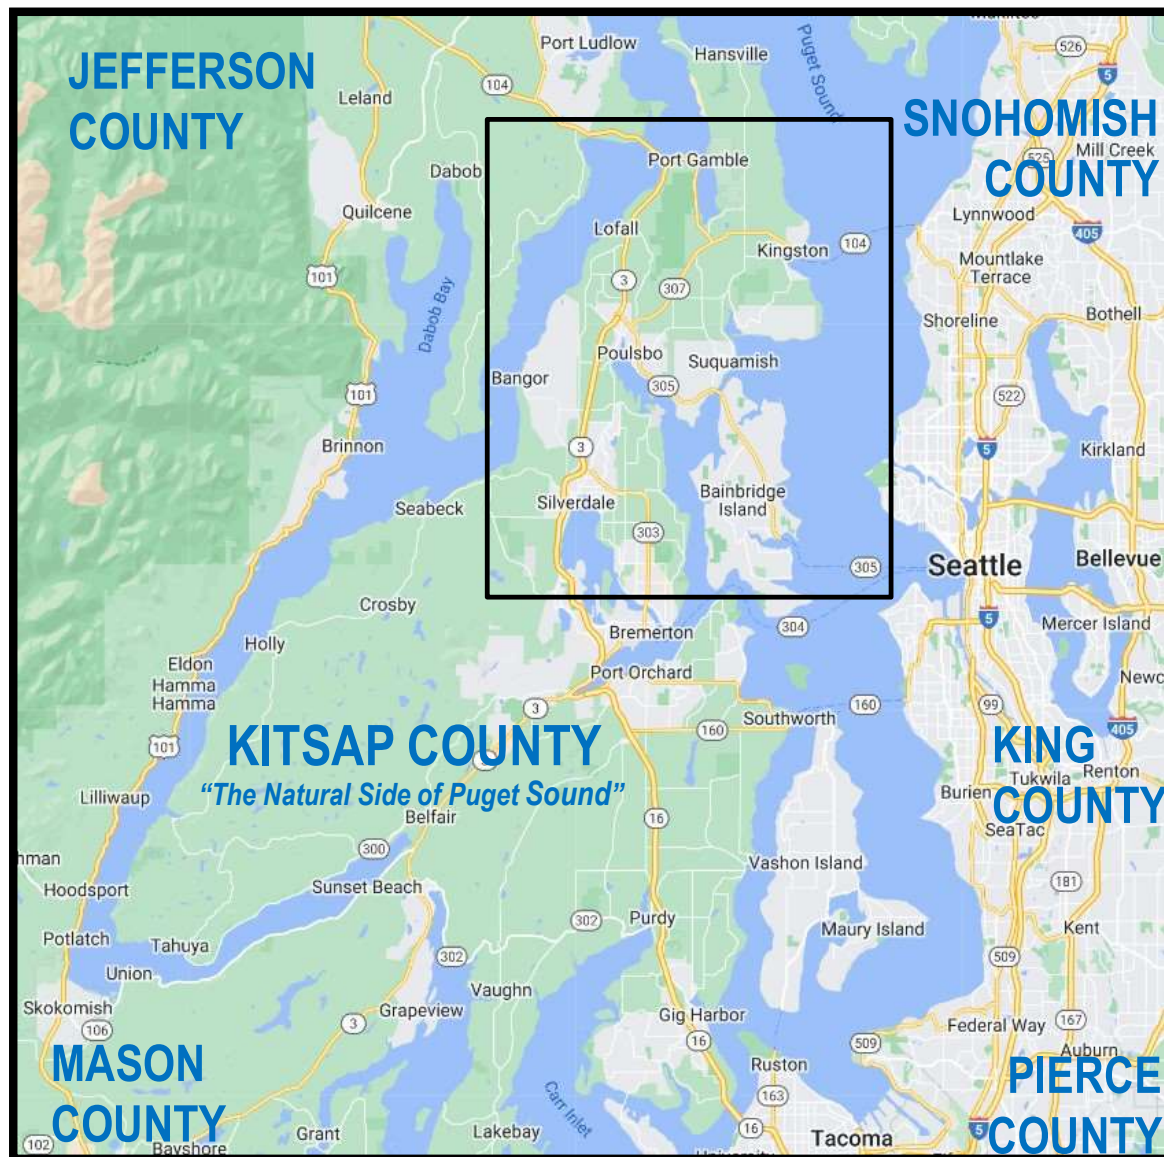 Mukilteo
Port Ludlow
Hansville
Puget Sound
526
5
JEFFERSON
COUNTY
Leland
104
SNOHOMISH
COUNTY
525
Mill Creek
Port Gamble
Dabob
Quilcene
Lofall
Kingston
104
Lynnwood
405
Mountlake
Terrace
101
3
307
Dabob Bay
Shoreline
Bothell
Poulsbo
Suquamish
Bangor
305
101
522
Brinnon
3
5
Kirkland
Seabeck
Silverdale
Bainbridge
Island
303
305
Seattle
Bellevue
Crosby
304
5
Mercer Island
Holly
Bremerton
Eldon
Hamma
Hamma
Port Orchard
Newc
3
160
Southworth
160
99
405
101
KITSAP COUNTY
"The Natural Side of Puget Sound"
KING
COUNTY
Tukwila
Renton
Lilliwaup
Belfair
16
Burien
SeaTac
300
hman
Hoodsport
Sunset Beach
Vashon Island
181
302
Purdy
Maury Island
Kent
Potlatch
Tahuya
Union
302
509
Vaughn
Skokomish
106
Grapeview
3
Gig Harbor
16
Federal Way
167
509
Auburn
MASON
COUNTY
Ruston
163
PIERCE
COUNTY
Carr Inlet
102
Bayshore
Grant
Lakebay
16
Tacoma
5
University